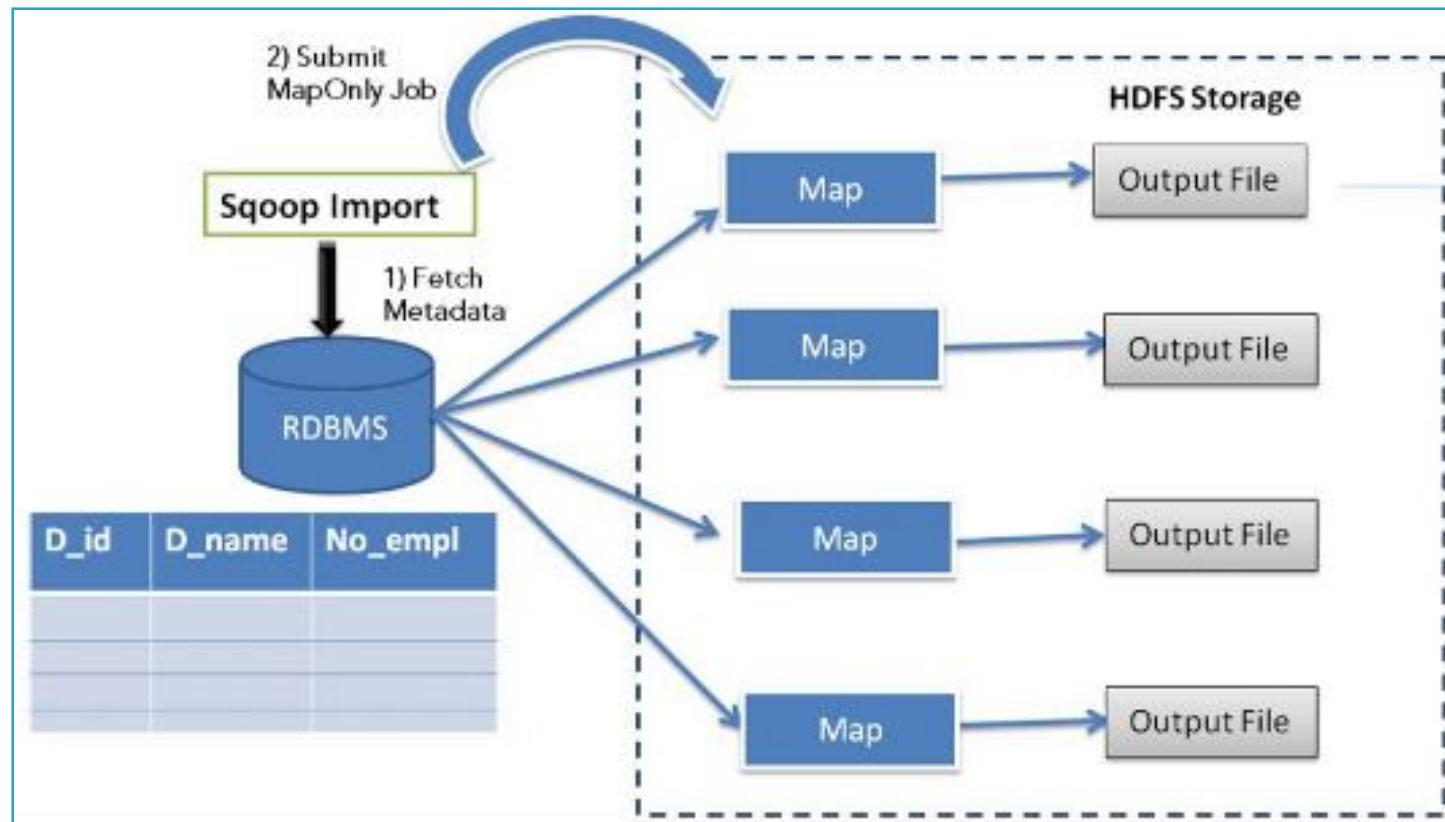 2) Submit
MapOnly Job
HDFS Storage
Map
Output File
Sqoop Import
1) Fetch
Metadata
Map
Output File
RDBMS
D_id D_name No_empl
Map
Output File
Map
Output File